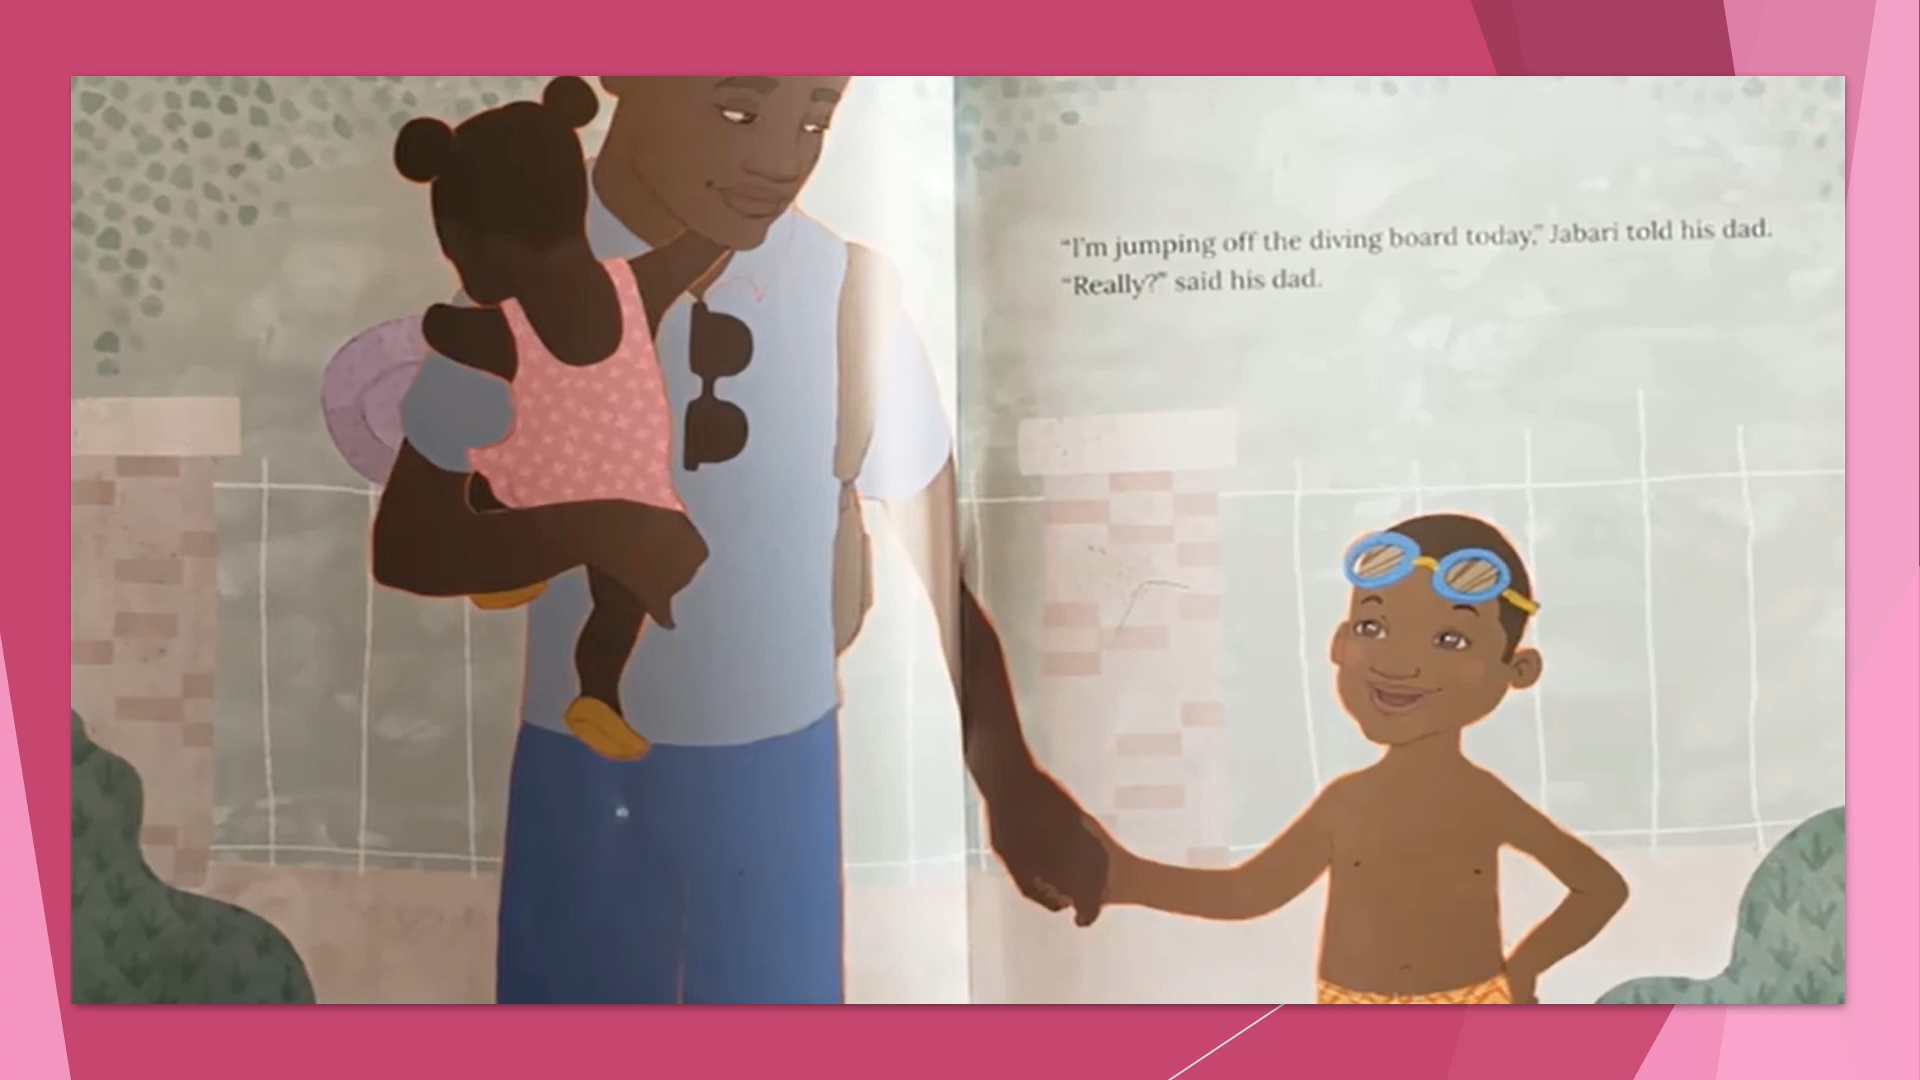 “I’m jumping off the diving board today,” Jabari told his dad.
“Really?” said his dad.